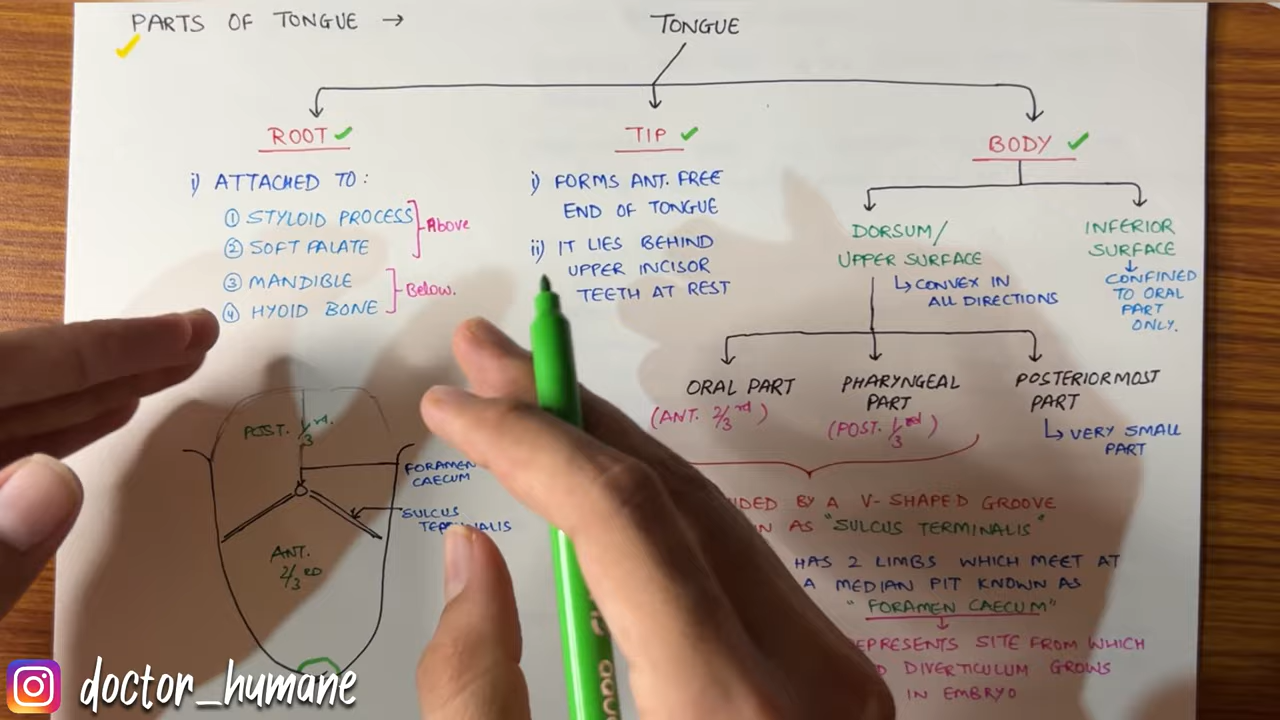 PARTS OF TONGUE →
TONGUE
ROOT
i) ATTACHED TO:
① STYLOID PROCESS
② SOFT PALATE
Above
③ MANDIBLE
④ HYOID BONE
Below.
TIP
i) FORMS ANT. FREE
END OF TONGUE
ii) IT LIES BEHIND
UPPER INCISOR
TEETH AT REST
BODY
DORSUM/
UPPER SURFACE
CONVEX IN
ALL DIRECTIONS
INFERIOR
SURFACE
CONFINED
TO ORAL
PART
ONLY.
ORAL PART
(ANT. 2/3rd)
PHARYNGEAL
PART
(POST. 1/3rd)
POSTERIORMOST
PART
VERY SMALL
PART
BY A V-SHAPED GROOVE
AS "SULCUS TERMINALIS"
HAS 2 LIMBS WHICH MEET AT
A MEDIAN PIT KNOWN AS
"FORAMEN CAECUM"
SITE FROM WHICH
DIVERTICULUM GROWS
IN EMBRYO
POST. 1/3rd.
FORAMEN
CAECUM
SULCUS
TERMINALIS
ANT.
2/3RD
doctor_humane